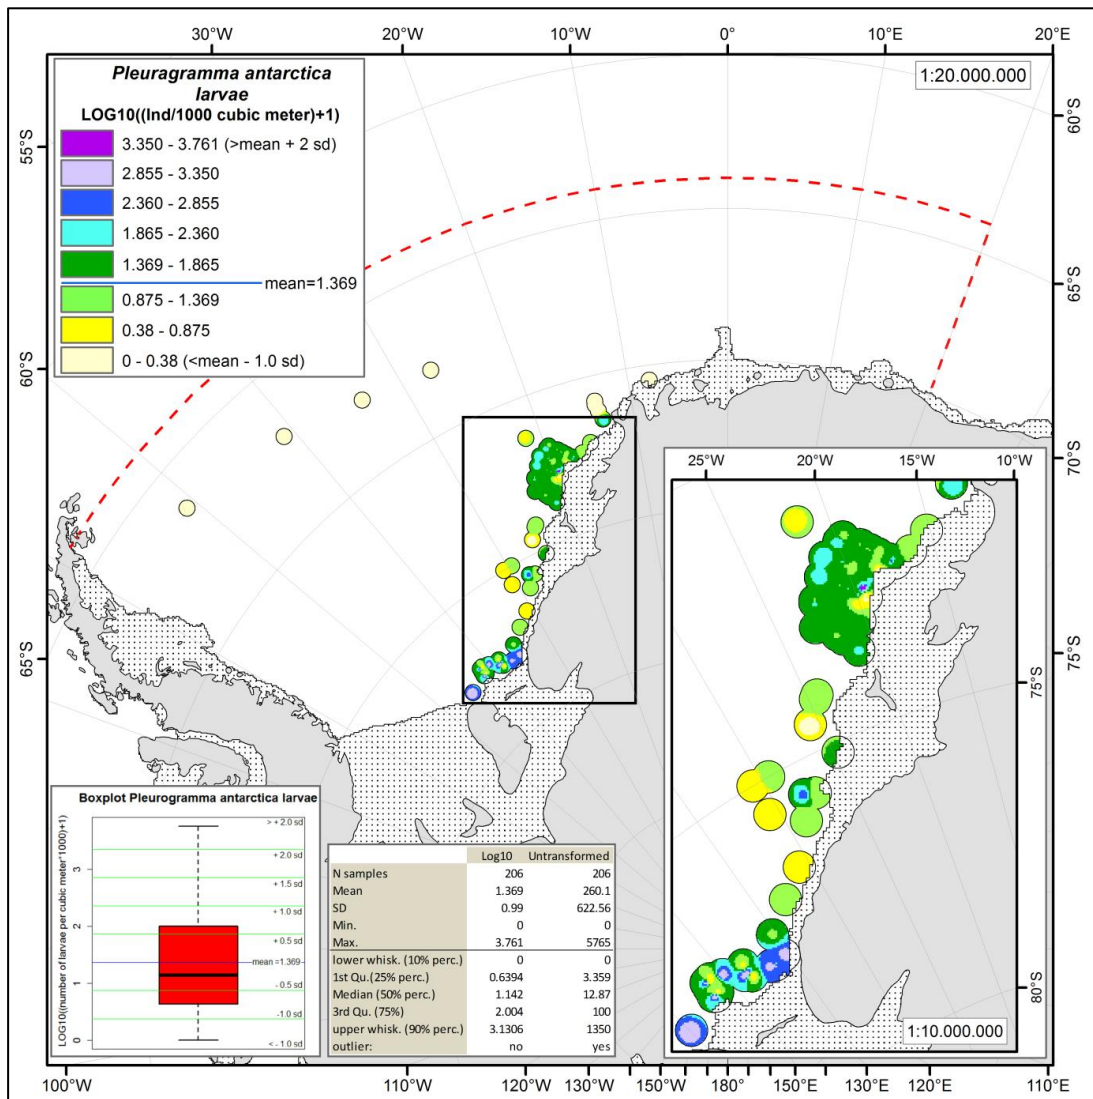 30°W 20°W 10°W 0° 10°E 20°E
1:20.000.000
Pleuragramma antarctica
larvae
LOG10((Ind/1000 cubic meter)+1)
3.350 - 3.761 (>mean + 2 sd)
2.855 - 3.350
2.360 - 2.855
1.865 - 2.360
1.369 - 1.865
mean=1.369
0.875 - 1.369
0.38 - 0.875
0 - 0.38 (<mean - 1.0 sd)
55°S
60°S
65°S
60°S
65°S
70°S
25°W 20°W 15°W 10°W
75°S
80°S
1:10.000.000
Boxplot Pleurogramma antarctica larvae
LOG10((number of larvae per cubic meter*1000)+1)
3
2
1
0
> + 2.0 sd
+ 2.0 sd
+ 1.5 sd
+ 1.0 sd
+ 0.5 sd
mean =1.369
- 0.5 sd
-1.0 sd
< - 1.0 sd
Log10 Untransformed
N samples 206 206
Mean 1.369 260.1
SD 0.99 622.56
Min. 0 0
Max. 3.761 5765
lower whisk. (10% perc.) 0 0
1st Qu.(25% perc.) 0.6394 3.359
Median (50% perc.) 1.142 12.87
3rd Qu. (75%) 2.004 100
upper whisk. (90% perc.) 3.1306 1350
outlier: no yes
100°W 110°W 120°W 130°W 150°W 180° 150°E 120°E 110°E